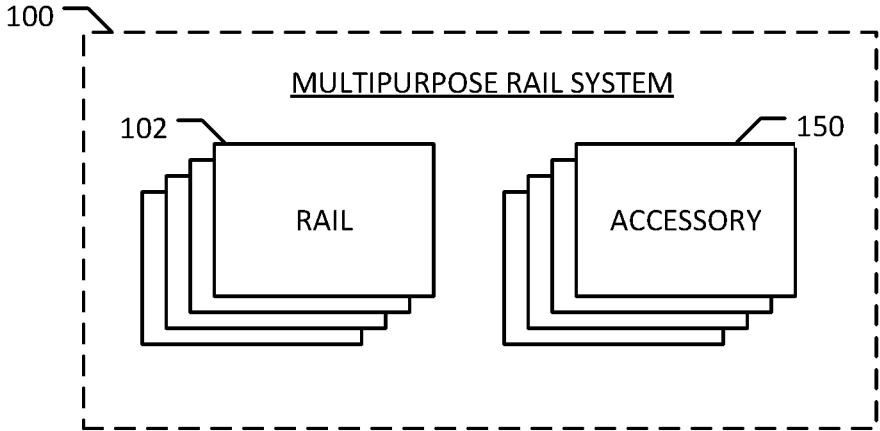 100
MULTIPURPOSE RAIL SYSTEM
102
150
RAIL
ACCESSORY